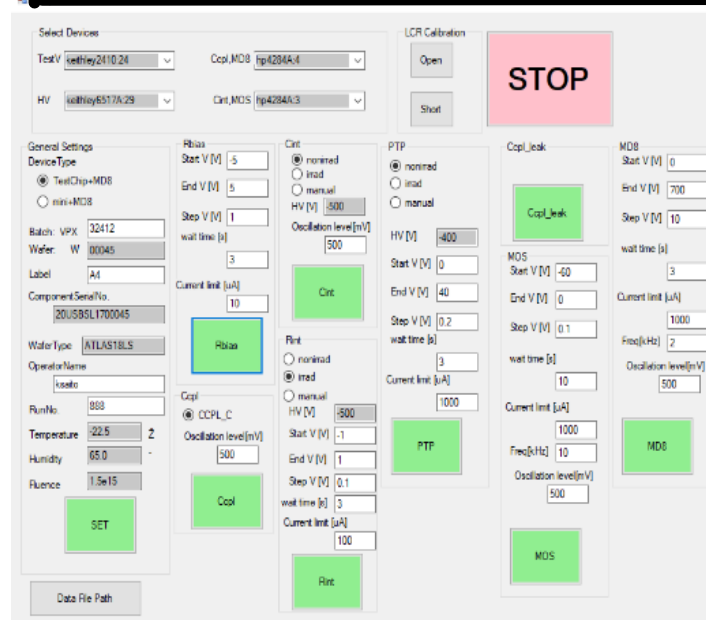 Select Devices
TestV keithley2410:24
Ccpl,MD8 hp4284A:4
HV keithley6517A:29
Cint,MOS hp4284A:3
LCR Calibration
Open
Short
STOP
General Settings
DeviceType
TestChip+MD8
mini+MD8
Batch: VPX 32412
Wafer: W 00045
Label A4
ComponentSerialNo.
20USBSL1700045
WaferType ATLAS18LS
OperatorName
ksaito
RunNo. 888
Temperature -22.5
Humidity 65.0
Fluence 1.5e15
SET
Data File Path
Rbias
Start V [V] -5
End V [V] 5
Step V [V] 1
wait time [s]
3
Current limit [uA]
10
Rbias
Ccpl
CCPL_C
Oscillation level[mV]
500
Ccpl
Cint
nonirrad
irrad
manual
HV [V] -500
Oscillation level[mV]
500
Cint
Rint
nonirrad
irrad
manual
HV [V] -500
Start V [V] -1
End V [V] 1
Step V [V] 0.1
wait time [s] 3
Current limit [uA]
100
Rint
PTP
nonirrad
irrad
manual
HV [V] -400
Start V [V] 0
End V [V] 40
Step V [V] 0.2
wait time [s]
3
Current limit [uA]
1000
PTP
Ccpl_leak
Ccpl_leak
MOS
Start V [V] -60
End V [V] 0
Step V [V] 0.1
wait time [s]
10
Current limit [uA]
1000
Freq[kHz] 10
Oscillation level[mV]
500
MOS
MD8
Start V [V] 0
End V [V] 700
Step V [V] 10
wait time [s]
3
Current limit [uA]
1000
Freq[kHz] 2
Oscillation level[mV]
500
MD8